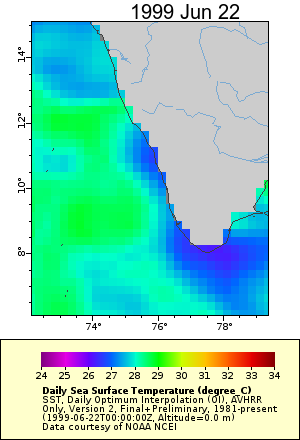 1999 Jun 22
14°
12°
10°
8°
74°
76°
78°
24 25 26 27 28 29 30 31 32 33 34
Daily Sea Surface Temperature (degree_C)
SST, Daily Optimum Interpolation (OI), AVHRR
Only, Version 2, Final+Preliminary, 1981-present
(1999-06-22T00:00:00Z, Altitude=0.0 m)
Data courtesy of NOAA NCEI